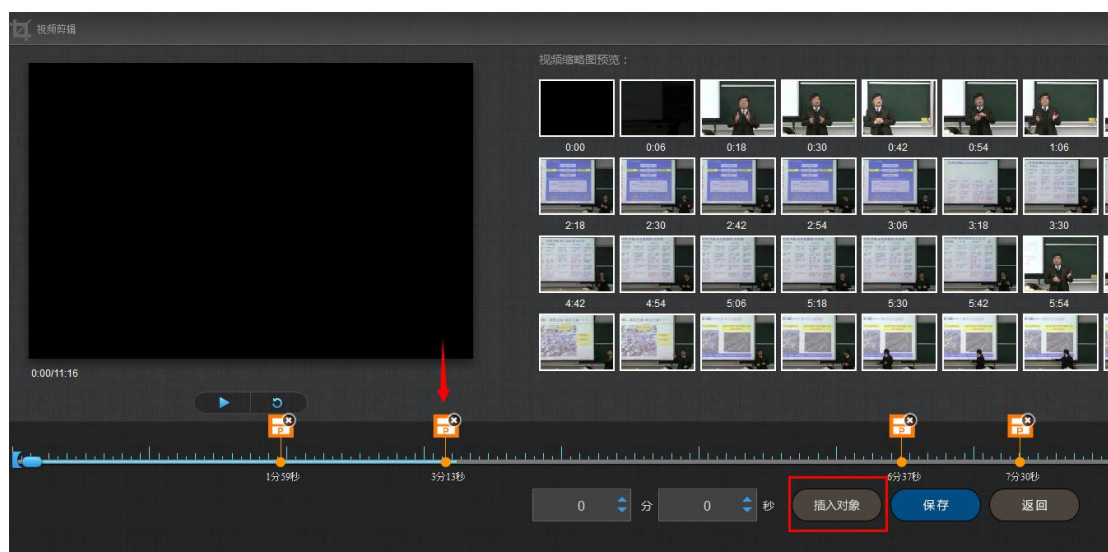 视频剪辑
视频缩略图预览：
0:00 0:06 0:18 0:30 0:42 0:54 1:06
2:18 2:30 2:42 2:54 3:06 3:18 3:30
4:42 4:54 5:06 5:18 5:30 5:42 5:54
0:00/11:16
P P P P
1分59秒 3分13秒 6分37秒 7分30秒
0 分 0 秒 插入对象 保存 返回